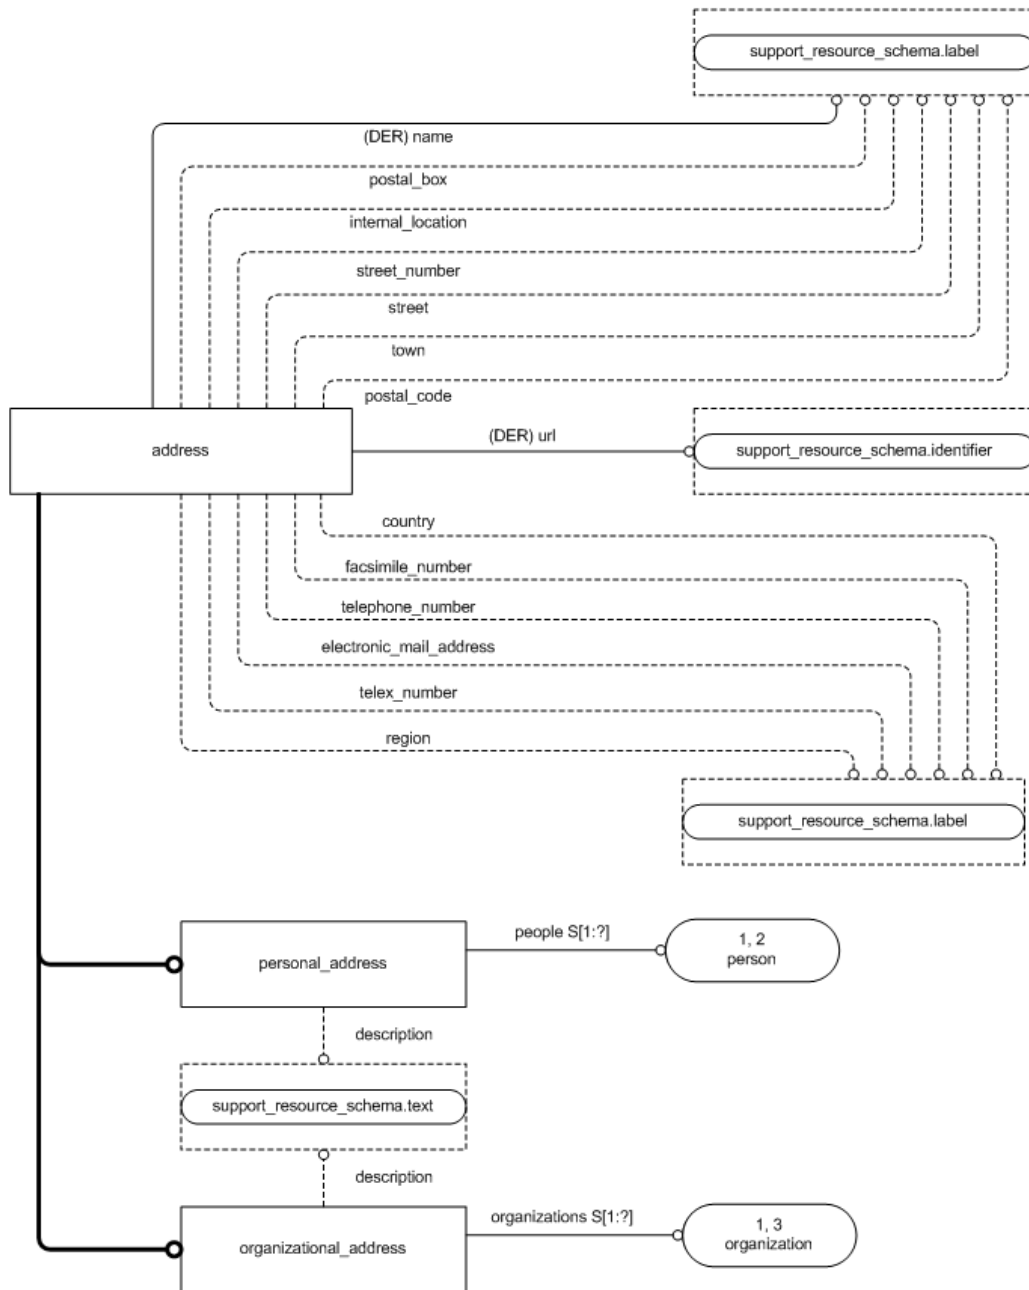 support_resource_schema.label
(DER) name
postal_box
internal_location
street_number
street
town
postal_code
address
(DER) url
support_resource_schema.identifier
country
facsimile_number
telephone_number
electronic_mail_address
telex_number
region
support_resource_schema.label
personal_address
people S[1:?]
1, 2
person
description
support_resource_schema.text
description
organizational_address
organizations S[1:?]
1, 3
organization